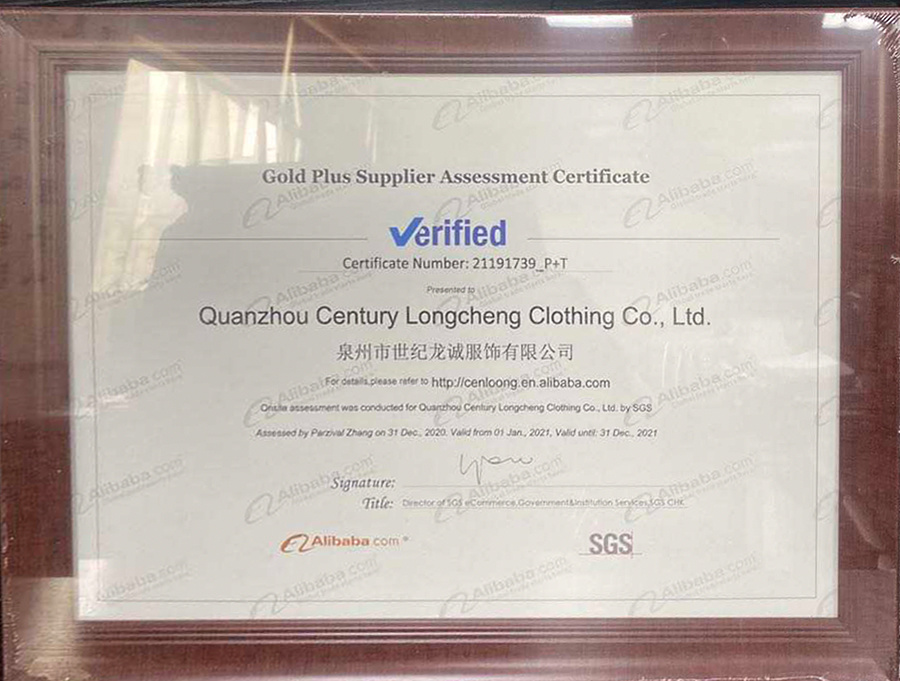 Gold Plus Supplier Assessment Certificate
Verified
Certificate Number: 21191739_P+T
Presented to
Quanzhou Century Longcheng Clothing Co., Ltd.
泉州市世纪龙诚服饰有限公司
For details,please refer to http://cenloong.en.alibaba.com
Onsite assessment was conducted for Quanzhou Century Longcheng Clothing Co., Ltd. by SGS
Assessed by Parzival Zhang on 31 Dec., 2020. Valid from 01 Jan., 2021, Valid until: 31 Dec., 2021
Signature:
Title: Director of SGS eCommerce,Government&Institution Services,SGS CHK
Alibaba.com®
SGS